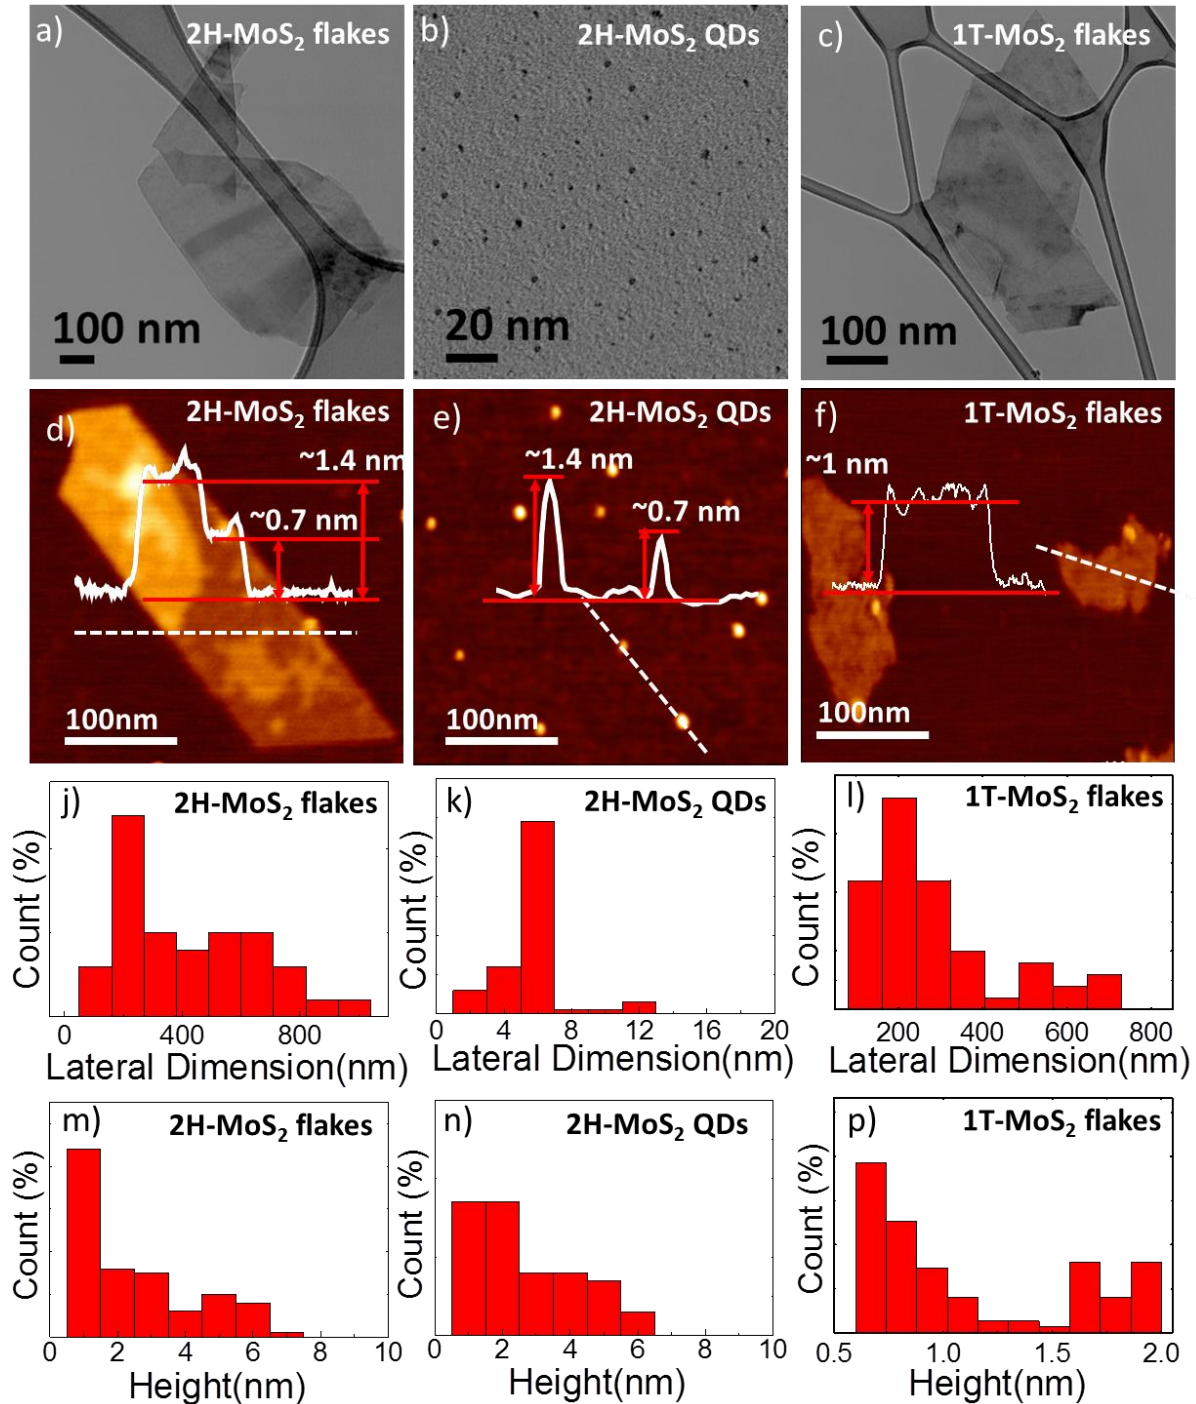 a)
2H-MoS₂ flakes
100 nm
b)
2H-MoS₂ QDs
20 nm
c)
1T-MoS₂ flakes
100 nm
d)
2H-MoS₂ flakes
~1.4 nm
~0.7 nm
100nm
e)
2H-MoS₂ QDs
~1.4 nm
~0.7 nm
100nm
f)
1T-MoS₂ flakes
~1 nm
100nm
j)
2H-MoS₂ flakes
Count (%)
0 400 800
Lateral Dimension(nm)
k)
2H-MoS₂ QDs
Count (%)
0 4 8 12 16 20
Lateral Dimension(nm)
l)
1T-MoS₂ flakes
Count (%)
200 400 600 800
Lateral Dimension(nm)
m)
2H-MoS₂ flakes
Count (%)
0 2 4 6 8 10
Height(nm)
n)
2H-MoS₂ QDs
Count (%)
0 2 4 6 8 10
Height(nm)
p)
1T-MoS₂ flakes
Count (%)
0.5 1.0 1.5 2.0
Height(nm)